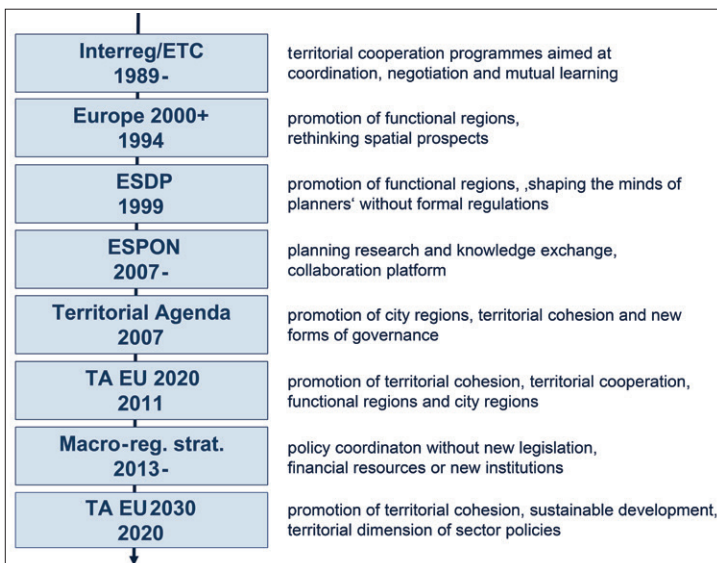 Interreg/ETC
1989-
territorial cooperation programmes aimed at
coordination, negotiation and mutual learning
Europe 2000+
1994
promotion of functional regions,
rethinking spatial prospects
ESDP
1999
promotion of functional regions, ‚shaping the minds of
planners‘ without formal regulations
ESPON
2007-
planning research and knowledge exchange,
collaboration platform
Territorial Agenda
2007
promotion of city regions, territorial cohesion and new
forms of governance
TA EU 2020
2011
promotion of territorial cohesion, territorial cooperation,
functional regions and city regions
Macro-reg. strat.
2013-
policy coordinaton without new legislation,
financial resources or new institutions
TA EU2030
2020
promotion of territorial cohesion, sustainable development,
territorial dimension of sector policies